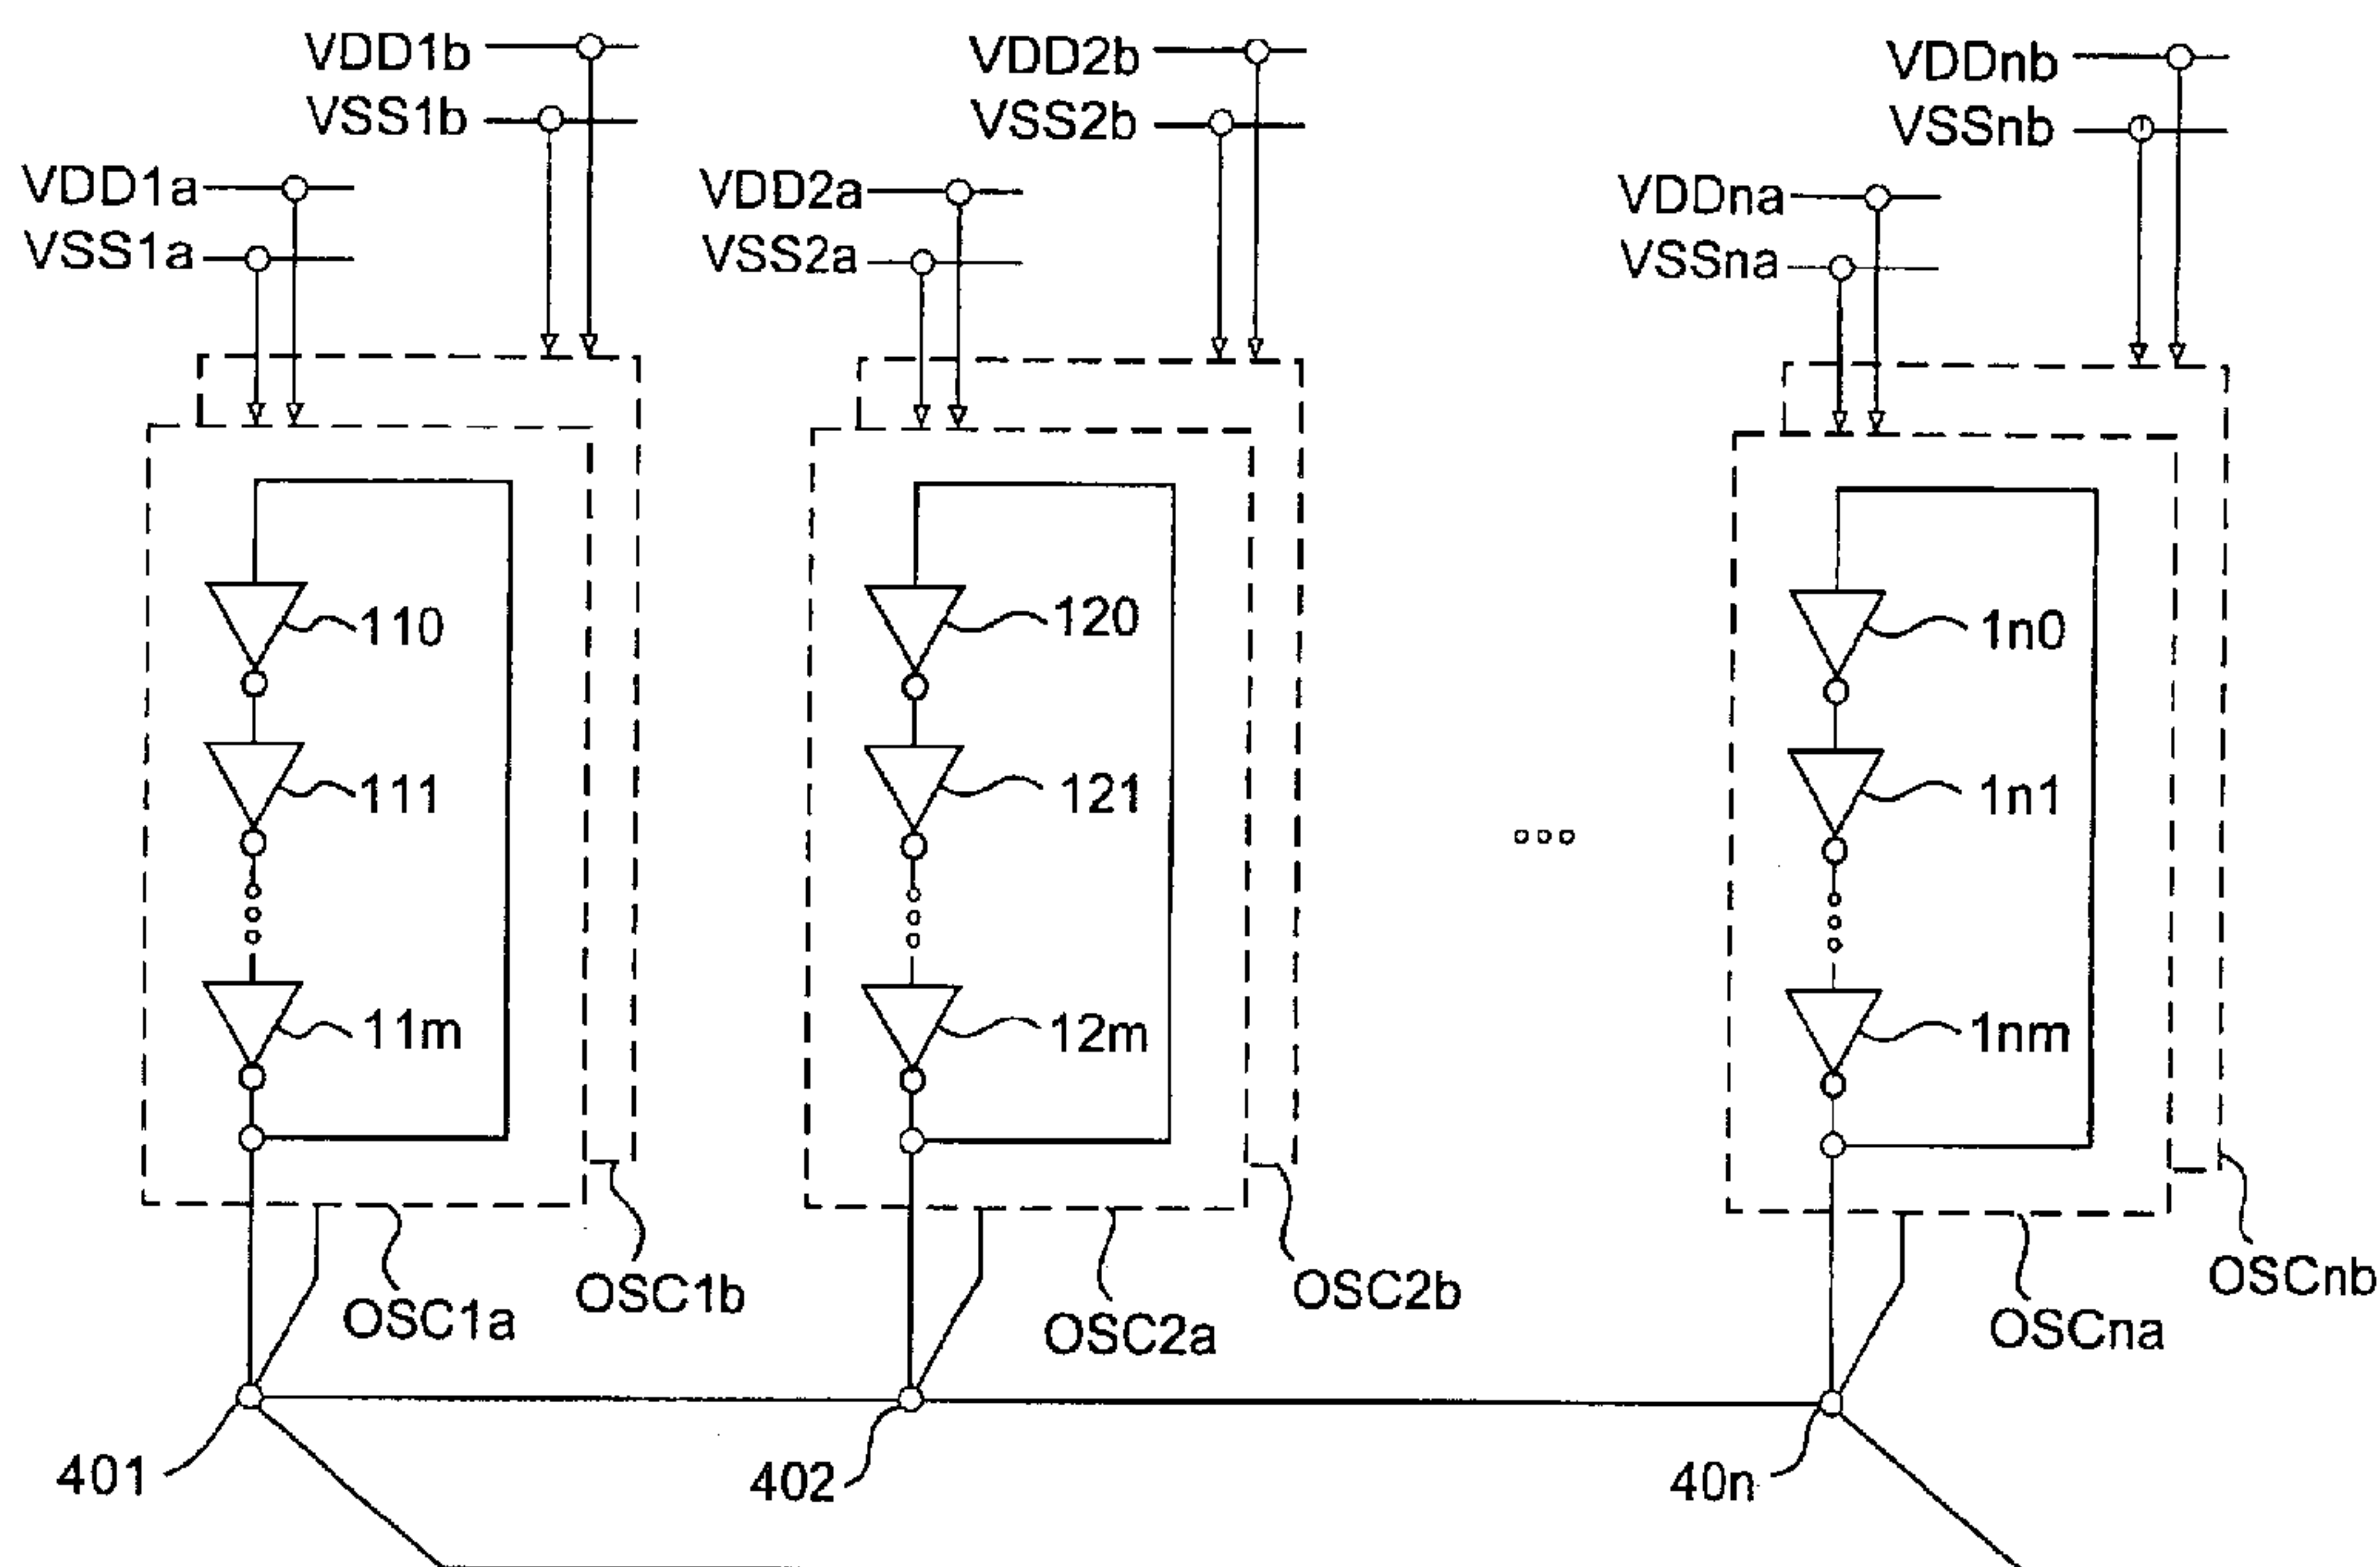 VDD1b VDD2b VDDnb
VSS1b VSS2b VSSnb
VDD1a VDD2a VDDna
VSS1a VSS2a VSSna
110 120 1n0
111 121 1n1
11m 12m 1nm
OSC1a OSC1b OSC2a OSC2b OSCna OSCnb
401 402 40n